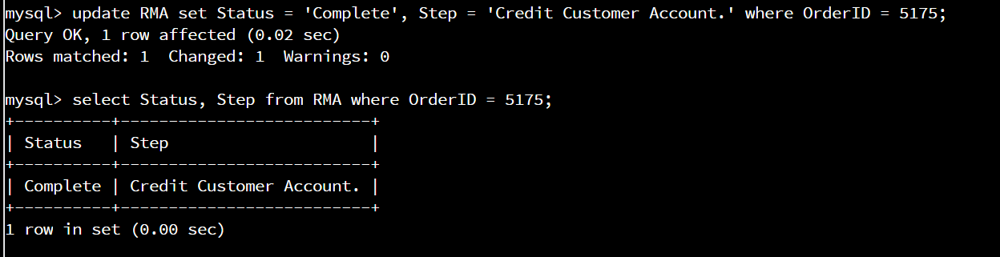 mysql> update RMA set Status = 'Complete', Step = 'Credit Customer Account.' where OrderID = 5175;
Query OK, 1 row affected (0.02 sec)
Rows matched: 1  Changed: 1  Warnings: 0

mysql> select Status, Step from RMA where OrderID = 5175;
+----------+--------------------------+
| Status   | Step                     |
+----------+--------------------------+
| Complete | Credit Customer Account. |
+----------+--------------------------+
1 row in set (0.00 sec)